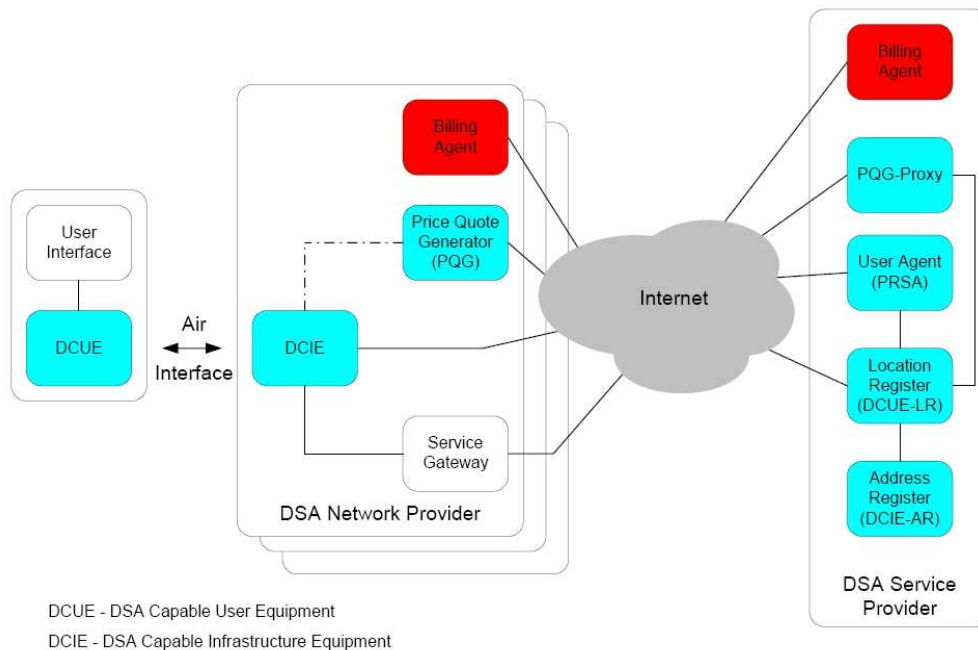 User
Interface
DCUE
Air
Interface
Billing
Agent
Price Quote
Generator
(PQG)
DCIE
Service
Gateway
DSA Network Provider
Internet
Billing
Agent
PQG-Proxy
User Agent
(PRSA)
Location
Register
(DCUE-LR)
Address
Register
(DCIE-AR)
DSA Service
Provider
DCUE - DSA Capable User Equipment
DCIE - DSA Capable Infrastructure Equipment